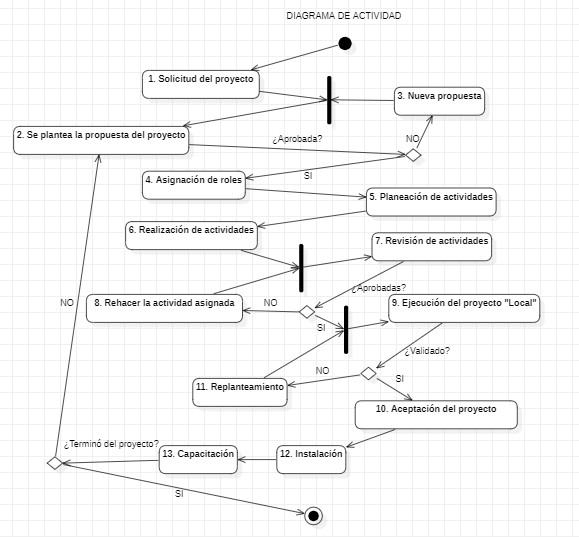 DIAGRAMA DE ACTIVIDAD
1. Solicitud del proyecto
3. Nueva propuesta
2. Se plantea la propuesta del proyecto
¿Aprobada?
NO
SI
4. Asignación de roles
5. Planeación de actividades
6. Realización de actividades
7. Revisión de actividades
¿Aprobadas?
8. Rehacer la actividad asignada
NO
9. Ejecución del proyecto "Local"
NO
SI
¿Validado?
NO
SI
11. Replanteamiento
10. Aceptación del proyecto
¿Terminó del proyecto?
13. Capacitación
12. Instalación
SI